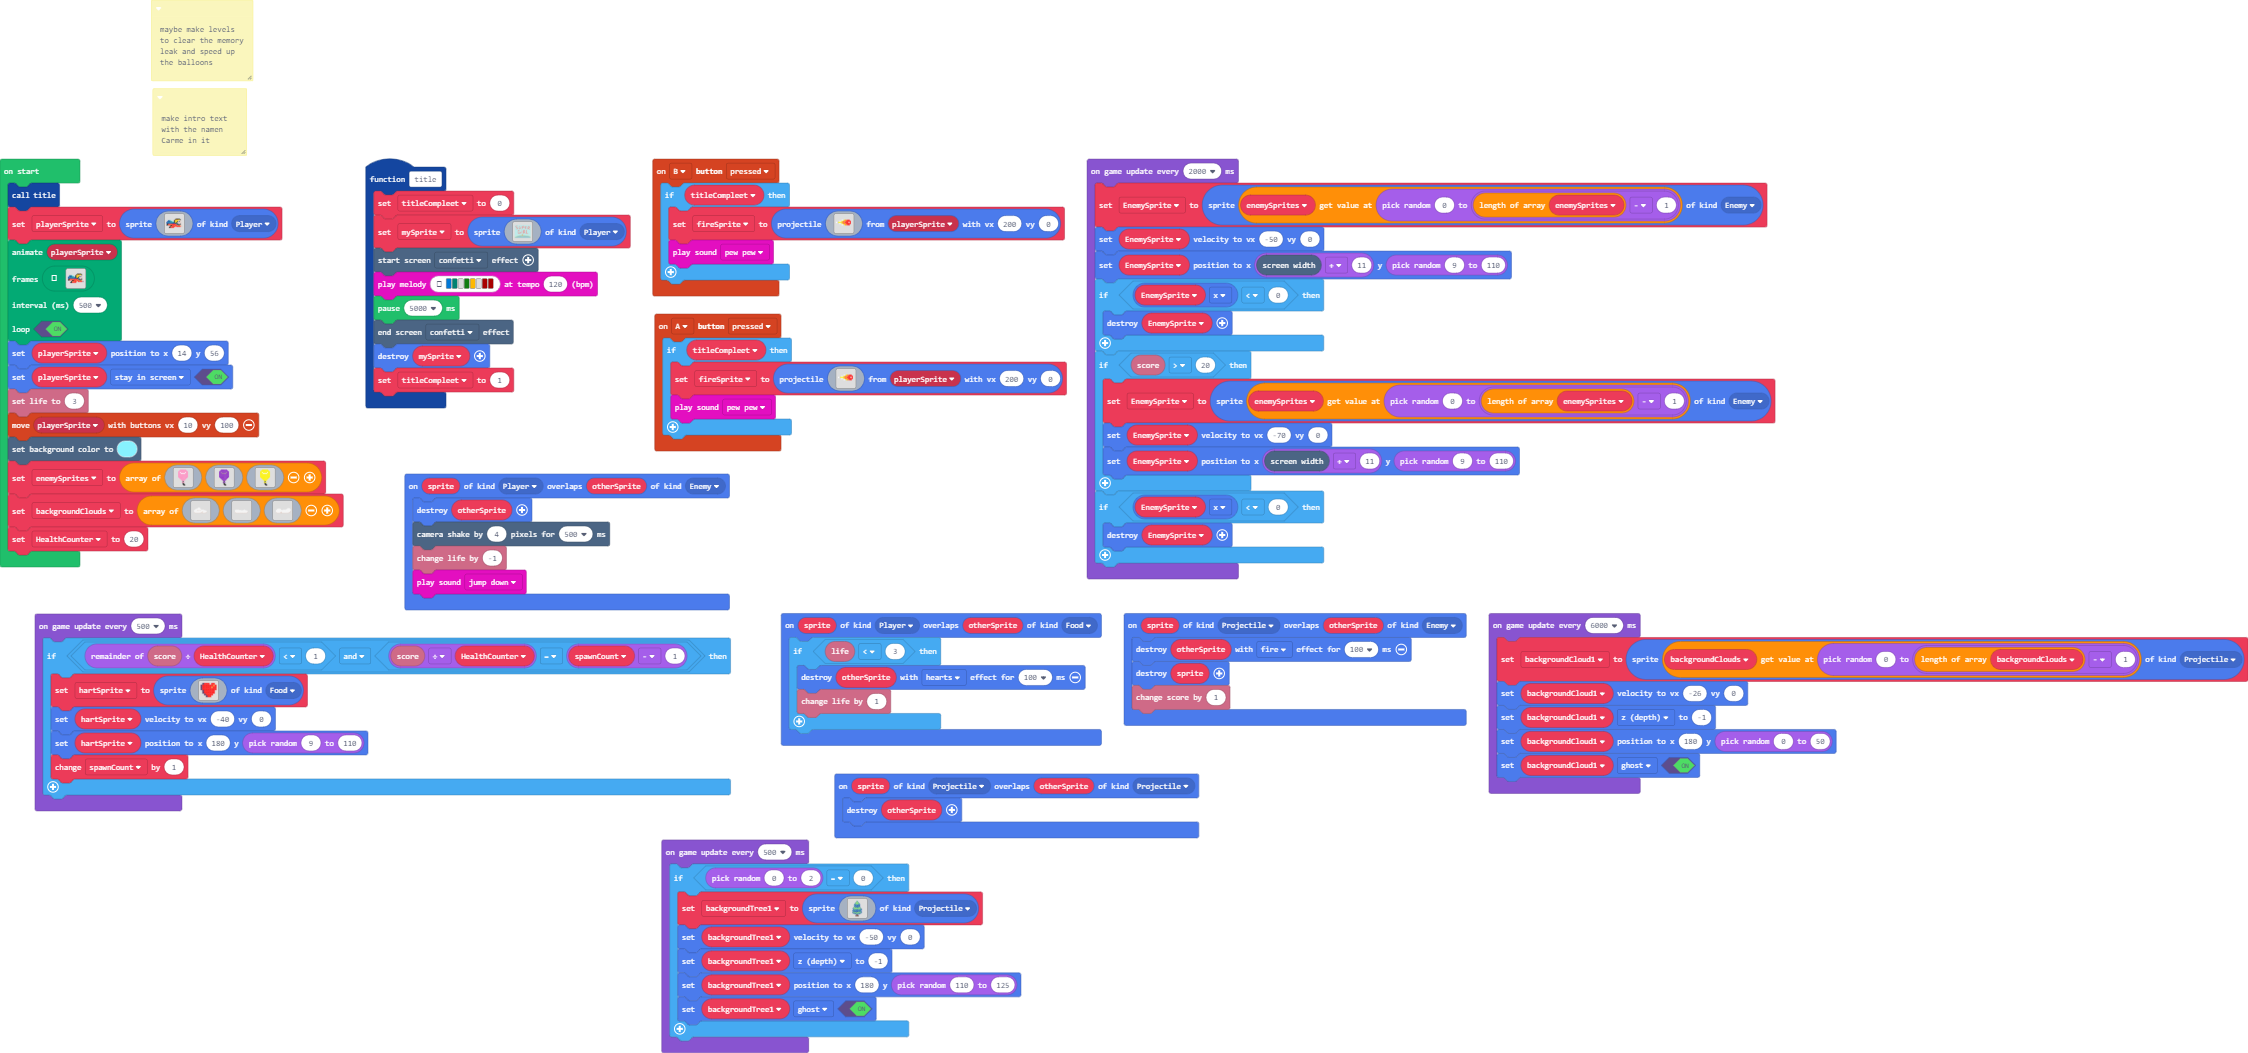 maybe make levels
to clear the memory
leak and speed up
the balloons
make intro text
with the namen
Carme in it
on start
call title
set playerSprite to sprite of kind Player
animate playerSprite
frames
interval (ms) 500
loop ON
set playerSprite position to x 14 y 56
set playerSprite stay in screen ON
set life to 3
move playerSprite with buttons vx 10 vy 100
set background color to
set enemySprites to array of
set backgroundClouds to array of
set HealthCounter to 20
function title
set titleCompleet to 0
set mySprite to sprite of kind Player
start screen confetti effect
play melody at tempo 120 (bpm)
pause 5000 ms
end screen confetti effect
destroy mySprite
set titleCompleet to 1
on B button pressed
if titleCompleet then
set fireSprite to projectile from playerSprite with vx 200 vy 0
play sound pew pew
on A button pressed
if titleCompleet then
set fireSprite to projectile from playerSprite with vx 200 vy 0
play sound pew pew
on sprite of kind Player overlaps otherSprite of kind Enemy
destroy otherSprite
camera shake by 4 pixels for 500 ms
change life by -1
play sound jump down
on game update every 2000 ms
set EnemySprite to sprite enemySprites get value at pick random 0 to length of array enemySprites - 1 of kind Enemy
set EnemySprite velocity to vx -50 vy 0
set EnemySprite position to x screen width + 11 y pick random 9 to 110
if EnemySprite x < 0 then
destroy EnemySprite
if score > 20 then
set EnemySprite to sprite enemySprites get value at pick random 0 to length of array enemySprites - 1 of kind Enemy
set EnemySprite velocity to vx -70 vy 0
set EnemySprite position to x screen width + 11 y pick random 9 to 110
if EnemySprite x < 0 then
destroy EnemySprite
on game update every 500 ms
if remainder of score ÷ HealthCounter < 1 and score ÷ HealthCounter = spawnCount - 1 then
set hartSprite to sprite of kind Food
set hartSprite velocity to vx -40 vy 0
set hartSprite position to x 180 y pick random 9 to 110
change spawnCount by 1
on sprite of kind Player overlaps otherSprite of kind Food
if life < 3 then
destroy otherSprite with hearts effect for 100 ms
change life by 1
on sprite of kind Projectile overlaps otherSprite of kind Enemy
destroy otherSprite with fire effect for 100 ms
destroy sprite
change score by 1
on game update every 6000 ms
set backgroundCloud1 to sprite backgroundClouds get value at pick random 0 to length of array backgroundClouds - 1 of kind Projectile
set backgroundCloud1 velocity to vx -26 vy 0
set backgroundCloud1 z (depth) to -1
set backgroundCloud1 position to x 180 y pick random 0 to 50
set backgroundCloud1 ghost ON
on sprite of kind Projectile overlaps otherSprite of kind Projectile
destroy otherSprite
on game update every 500 ms
if pick random 0 to 2 = 0 then
set backgroundTree1 to sprite of kind Projectile
set backgroundTree1 velocity to vx -50 vy 0
set backgroundTree1 z (depth) to -1
set backgroundTree1 position to x 180 y pick random 110 to 125
set backgroundTree1 ghost ON